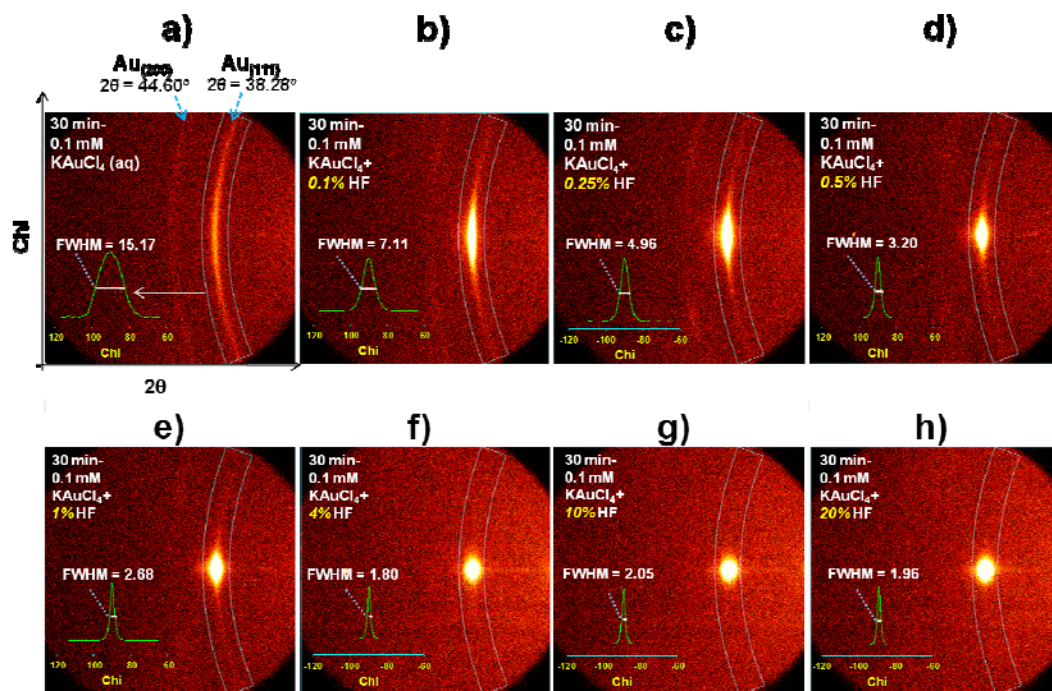 a)
b)
c)
d)
Au(200)
Au(111)
2θ = 44.60°
2θ = 38.28°
30 min-
0.1 mM
KAuCl4 (aq)
FWHM = 15.17
120 100 80 60
Chi
30 min-
0.1 mM
KAuCl4+
0.1% HF
FWHM = 7.11
120 100 80 60
Chi
30 min-
0.1 mM
KAuCl4+
0.25% HF
FWHM = 4.96
-120 -100 -80 -60
Chi
30 min-
0.1 mM
KAuCl4+
0.5% HF
FWHM = 3.20
120 100 80 60
Chi
Chi
2θ
e)
f)
g)
h)
30 min-
0.1 mM
KAuCl4+
1% HF
FWHM = 2.68
120 100 80 60
Chi
30 min-
0.1 mM
KAuCl4+
4% HF
FWHM = 1.80
-120 -100 -80 -60
Chi
30 min-
0.1 mM
KAuCl4+
10% HF
FWHM = 2.05
-120 -100 -80 -60
Chi
30 min-
0.1 mM
KAuCl4+
20% HF
FWHM = 1.96
-120 -100 -80 -60
Chi